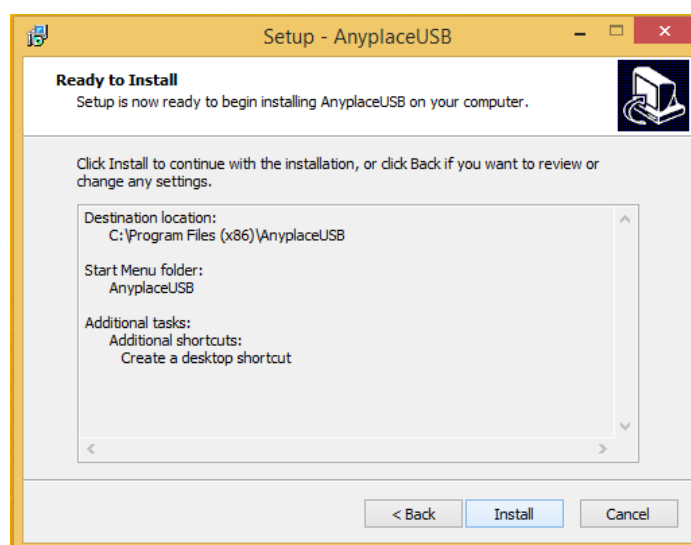 Setup - AnyplaceUSB
Ready to Install
Setup is now ready to begin installing AnyplaceUSB on your computer.
Click Install to continue with the installation, or click Back if you want to review or
change any settings.
Destination location:
C:\Program Files (x86)\AnyplaceUSB
Start Menu folder:
AnyplaceUSB
Additional tasks:
Additional shortcuts:
Create a desktop shortcut
< Back
Install
Cancel